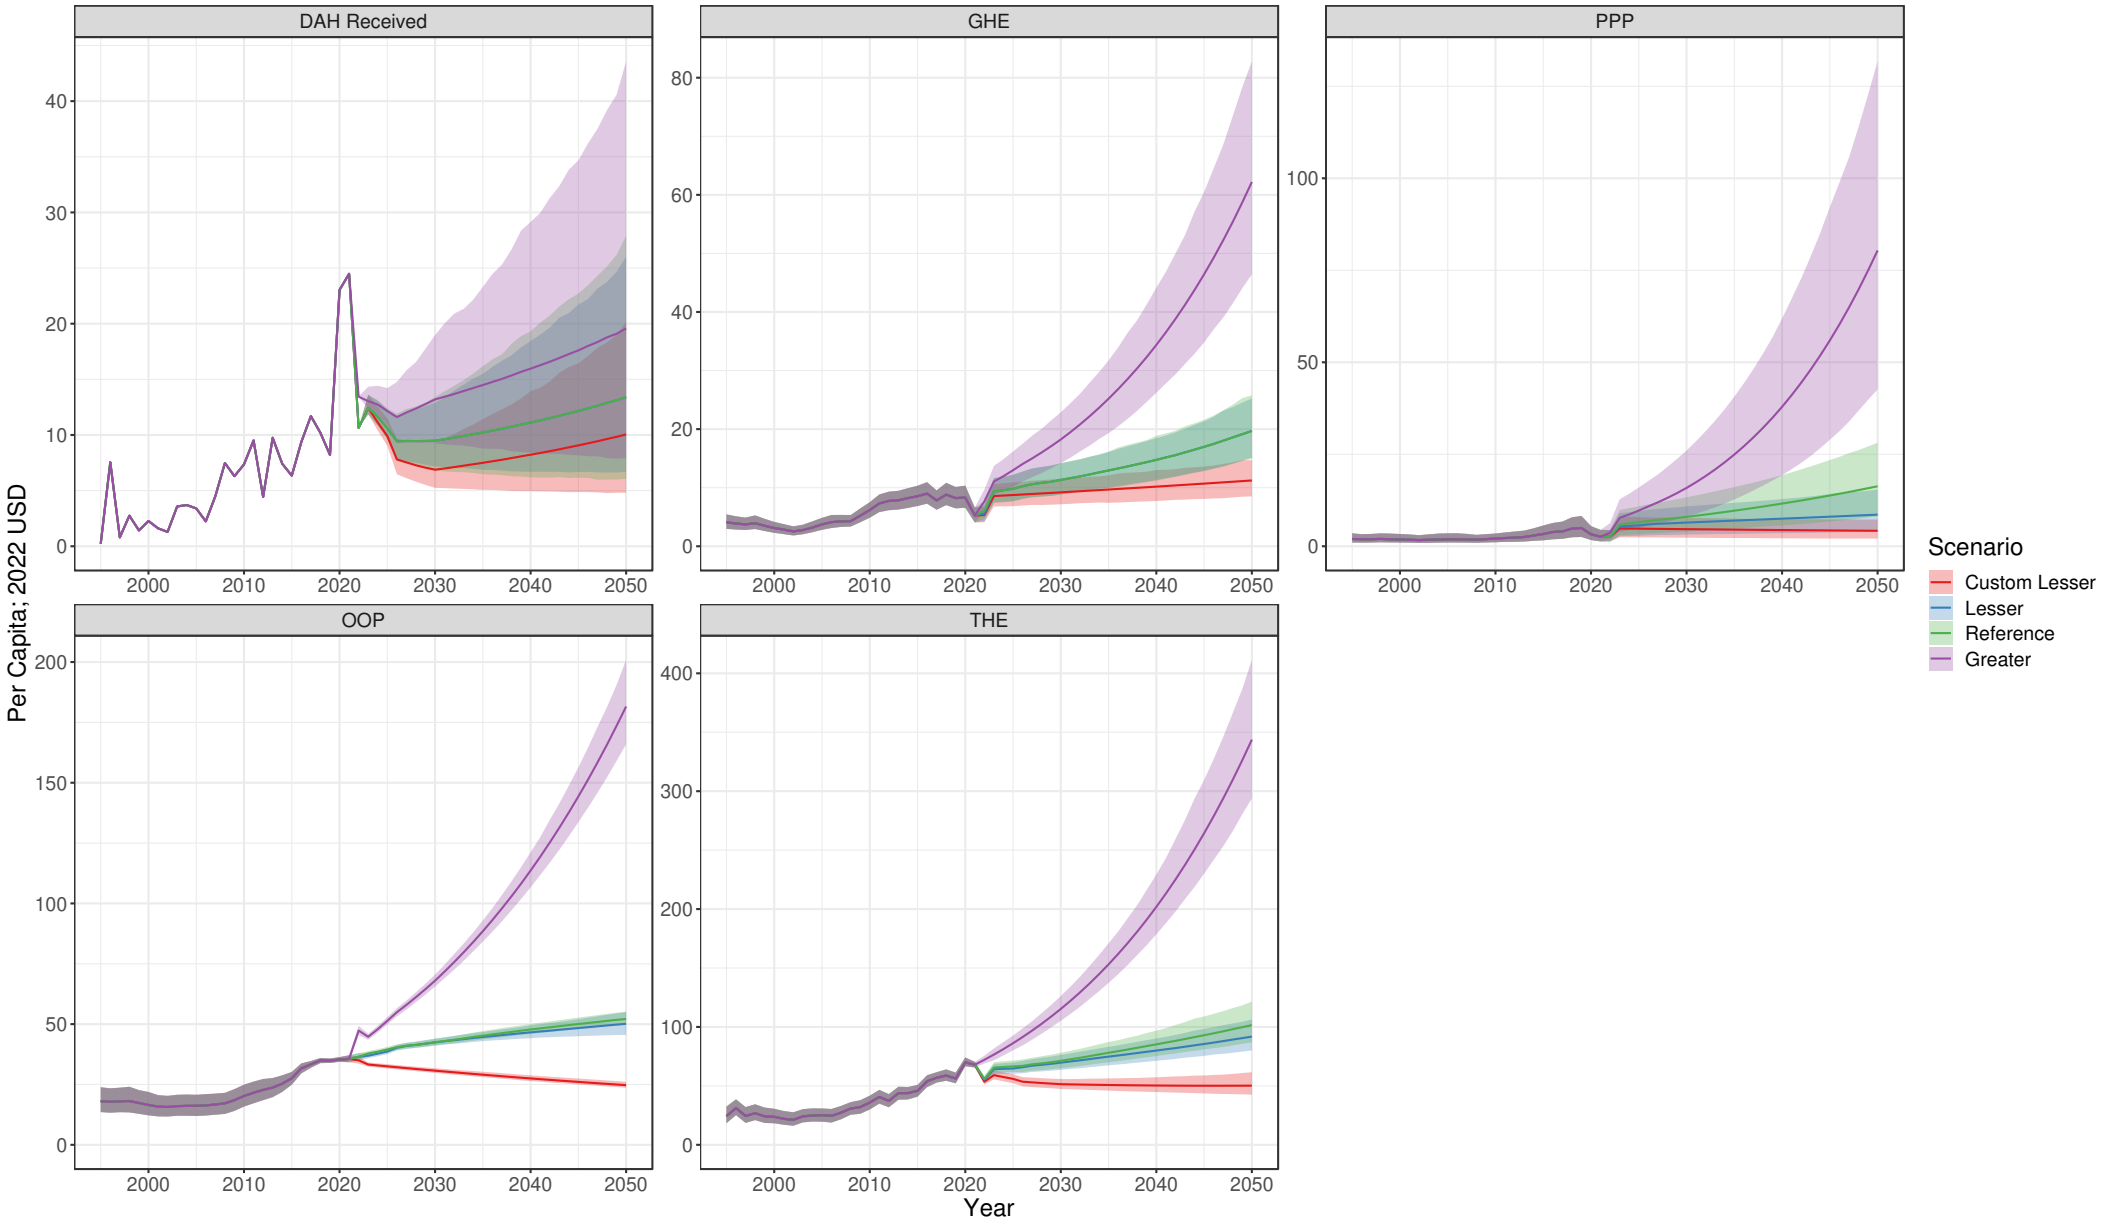 DAH Received
GHE
PPP
40
30
20
10
0
80
60
40
20
0
100
50
0
2000 2010 2020 2030 2040 2050
2000 2010 2020 2030 2040 2050
2000 2010 2020 2030 2040 2050
OOP
THE
200
150
100
50
0
400
300
200
100
0
2000 2010 2020 2030 2040 2050
2000 2010 2020 2030 2040 2050
Per Capita; 2022 USD
Year
Scenario
Custom Lesser
Lesser
Reference
Greater